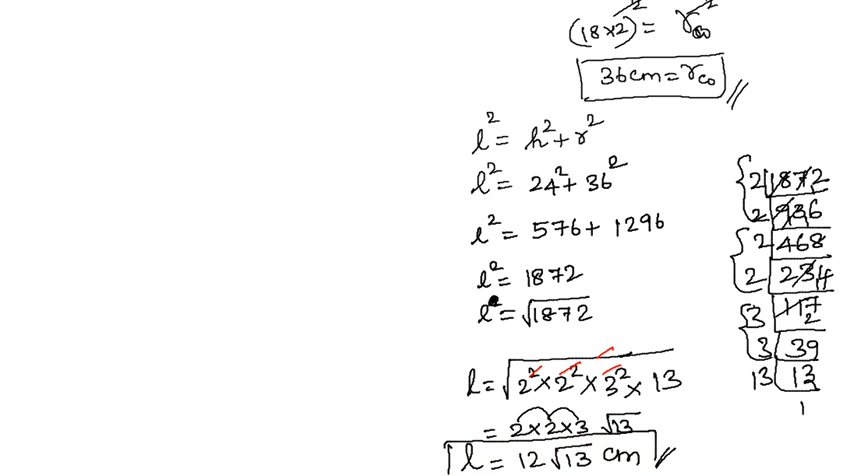 (18×2)² = r_co²
36cm = r_co
l² = h² + r²
l² = 24² + 36²
l² = 576 + 1296
l² = 1872
l = √1872
l = √2² × 2² × 3² × 13
= 2×2×3 √13
l = 12 √13 cm
2 1872
2 936
2 468
2 234
3 117
3 39
13 13
1